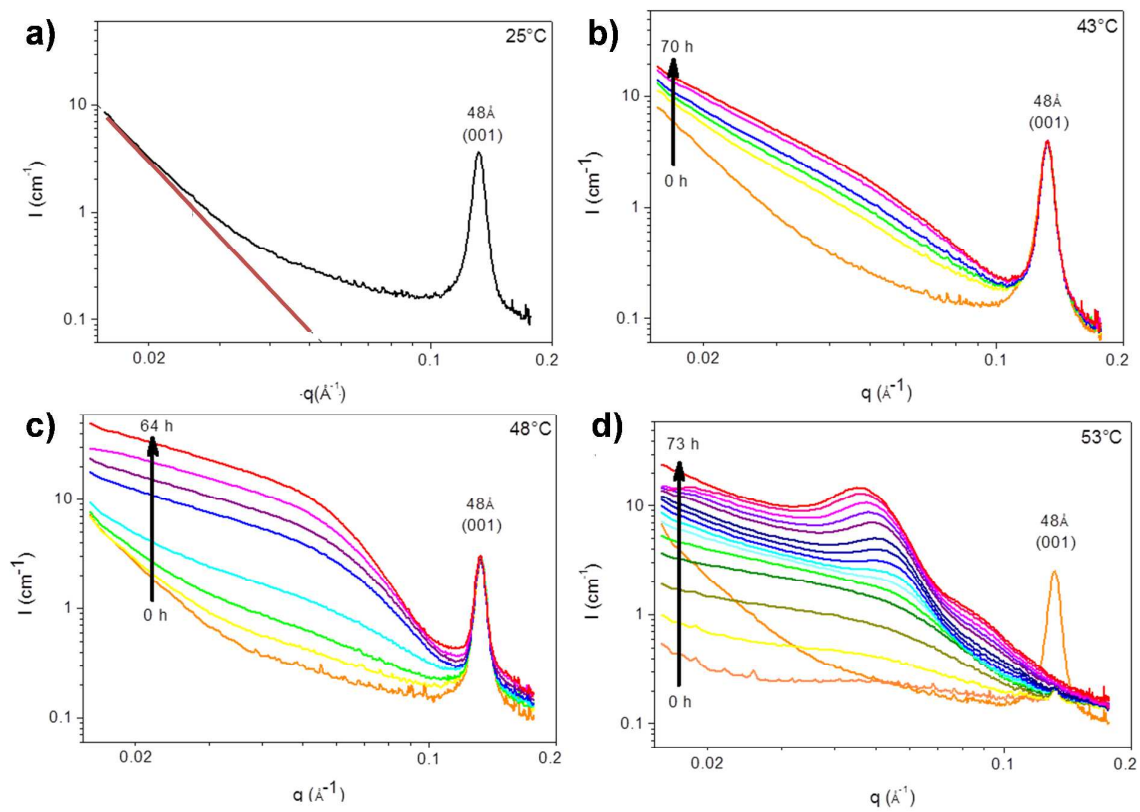 a)
25°C
10
1
0.1
I (cm⁻¹)
48Å
(001)
0.02
0.1
0.2
·q(Å⁻¹)
b)
43°C
70 h
0 h
10
1
0.1
I (cm⁻¹)
48Å
(001)
0.02
0.1
0.2
q (Å⁻¹)
c)
48°C
64 h
0 h
10
1
0.1
I (cm⁻¹)
48Å
(001)
0.02
0.1
0.2
q (Å⁻¹)
d)
53°C
73 h
0 h
10
1
0.1
I (cm⁻¹)
48Å
(001)
0.02
0.1
0.2
q (Å⁻¹)